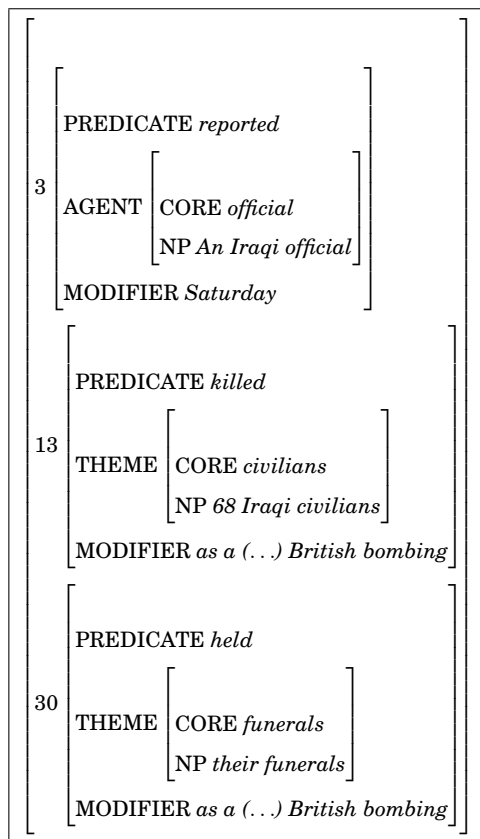 PREDICATE reported
3 AGENT CORE official
NP An Iraqi official
MODIFIER Saturday
PREDICATE killed
13 THEME CORE civilians
NP 68 Iraqi civilians
MODIFIER as a (...) British bombing
PREDICATE held
30 THEME CORE funerals
NP their funerals
MODIFIER as a (...) British bombing